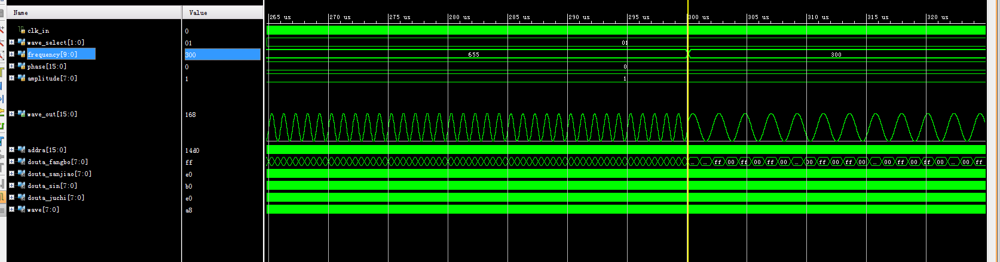 Name Value 265 us 270 us 275 us 280 us 285 us 290 us 295 us 300 us 305 us 310 us 315 us 320 us
clk_in 0
wave_select[1:0] 01 01
frequency[9:0] 300 655 300
phase[15:0] 0 0
amplitude[7:0] 1 1
wave_out[15:0] 168
addra[15:0] 14d0
douta_fangbo[7:0] ff ... ... ff 00 ff 00 ff 00 ... 00 ff 00 ff 00 ... 00 ff 00 ff 00 ... 00 ff
douta_sanjiao[7:0] e0
douta_sin[7:0] b0
douta_juchi[7:0] e0
wave[7:0] a8